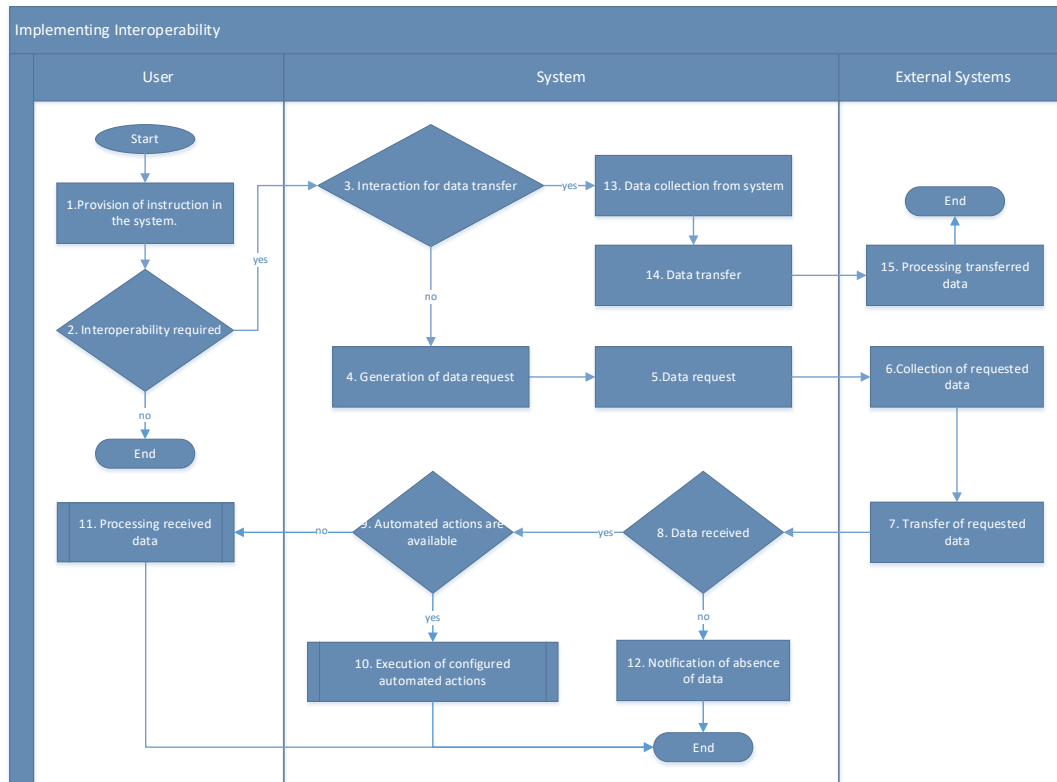 Implementing Interoperability
User
System
External Systems
Start
1.Provision of instruction in
the system.
yes
2. Interoperability required
no
End
3. Interaction for data transfer
yes
no
13. Data collection from system
14. Data transfer
End
15. Processing transferred
data
4. Generation of data request
5.Data request
6.Collection of requested
data
7. Transfer of requested
data
8. Data received
yes
no
9. Automated actions are
available
no
yes
11. Processing received
data
10. Execution of configured
automated actions
12. Notification of absence
of data
End